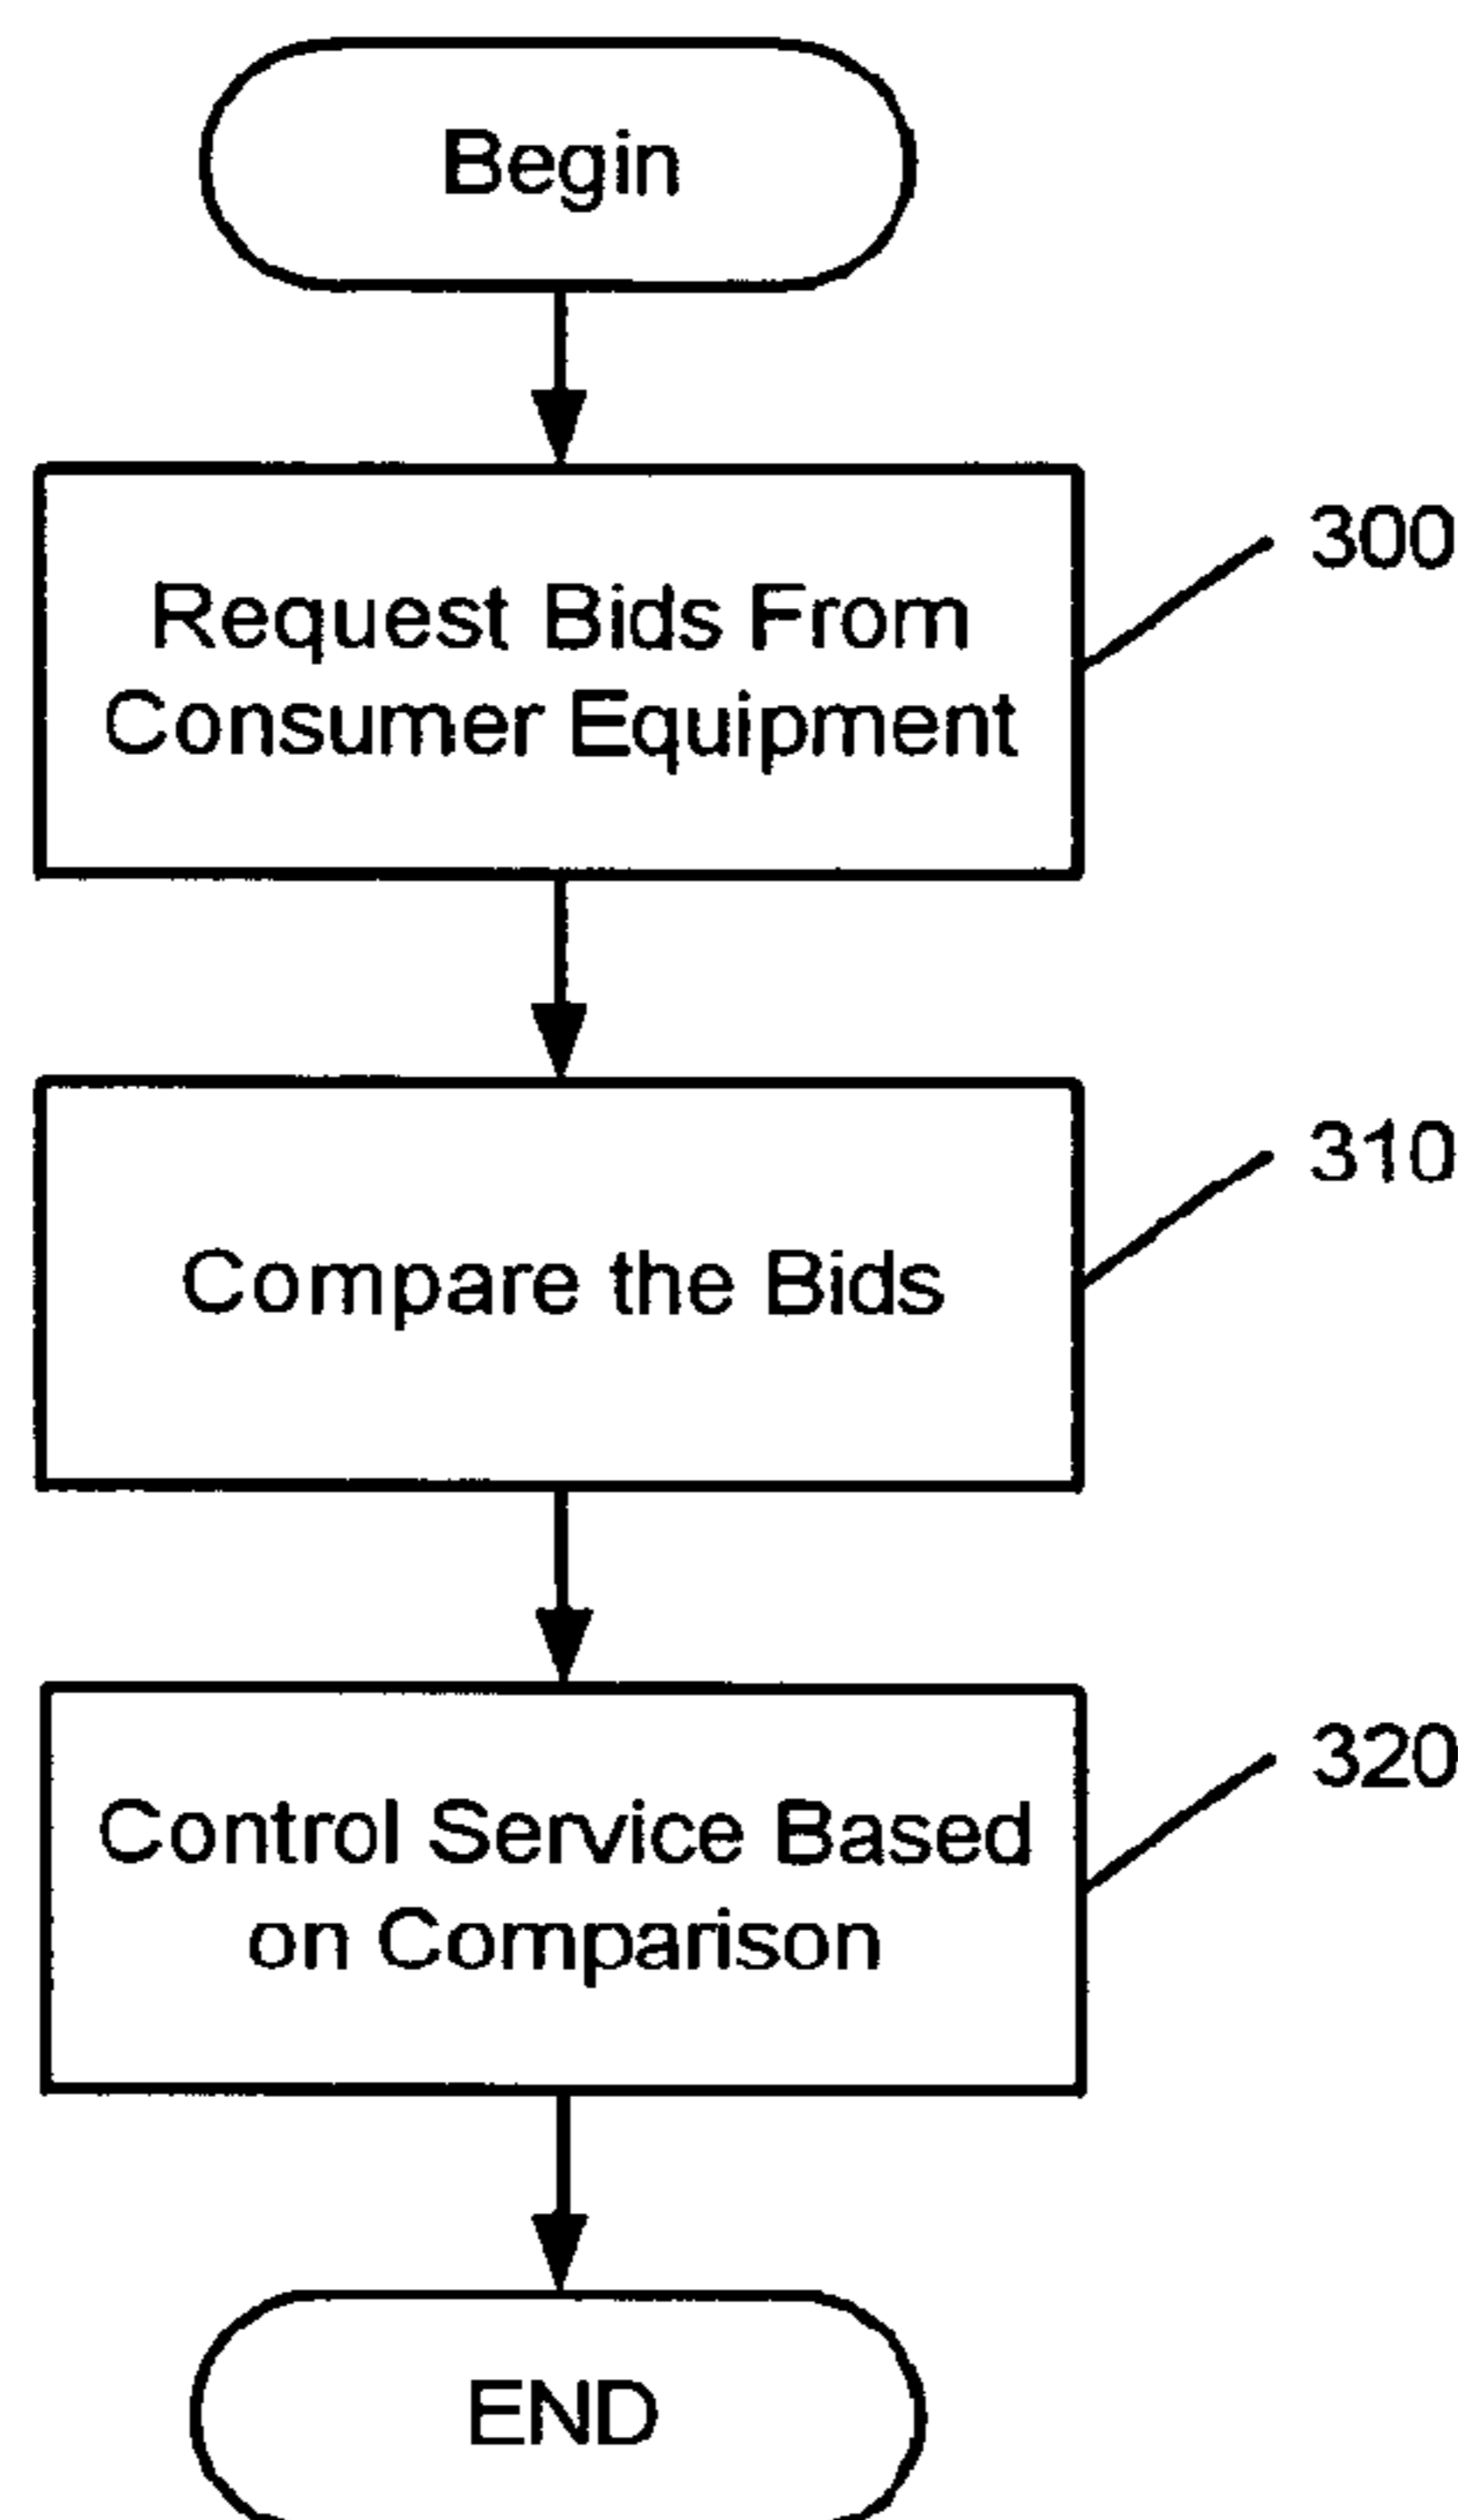 Begin
300
Request Bids From
Consumer Equipment
310
Compare the Bids
320
Control Service Based
on Comparison
END